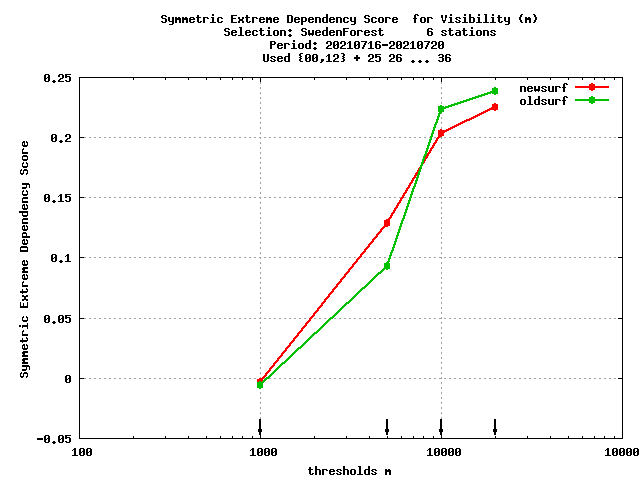 Symmetric Extreme Dependency Score  for Visibility (m)
Selection: SwedenForest      6 stations
Period: 20210716-20210720
Used {00,12} + 25 26 ... 36
newsurf
oldsurf
0.25
0.2
0.15
0.1
0.05
0
-0.05
Symmetric Extreme Dependency Score
100
1000
10000
100000
thresholds m